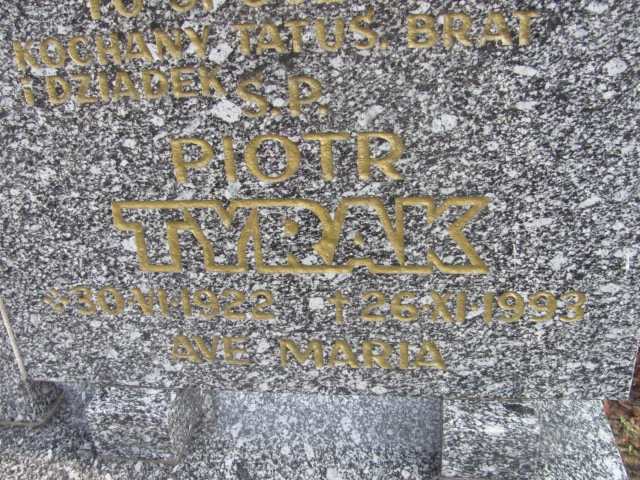 KOCHANY TATUŚ. BRAT
i DZIADEK
Ś.P.
PIOTR
TYRAK
* 30-VI-1922 † 26-XI-1993
AVE MARIA